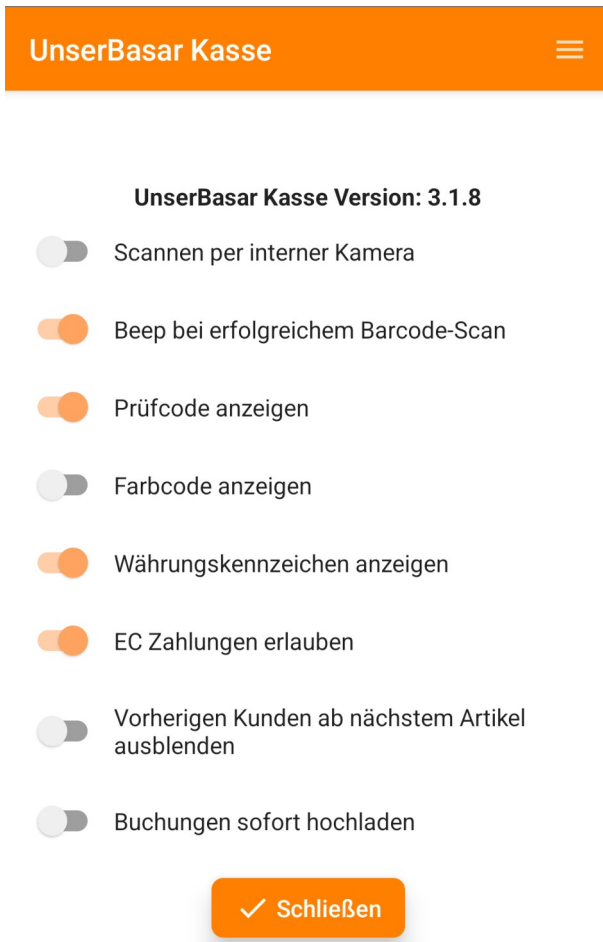 UnserBasar Kasse
UnserBasar Kasse Version: 3.1.8
Scannen per interner Kamera
Beep bei erfolgreichem Barcode-Scan
Prüfcode anzeigen
Farbcode anzeigen
Währungskennzeichen anzeigen
EC Zahlungen erlauben
Vorherigen Kunden ab nächstem Artikel
ausblenden
Buchungen sofort hochladen
Schließen